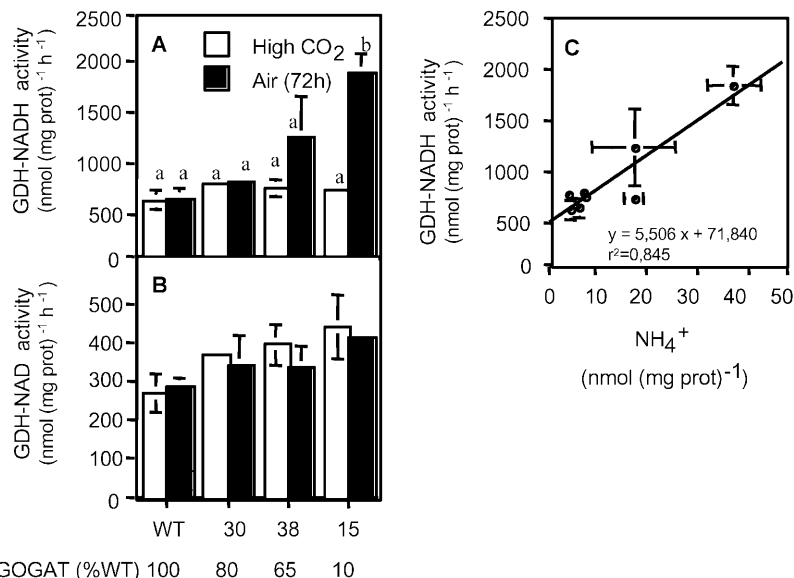 A
High CO2
Air (72h)
GDH-NADH activity
(nmol (mg prot) -1 h -1)
2500
2000
1500
1000
500
0
a a a a a a a b
B
GDH-NAD activity
(nmol (mg prot) -1 h -1)
500
400
300
200
100
0
WT 30 38 15
GOGAT (%WT) 100 80 65 10
C
GDH-NADH activity
(nmol (mg prot) -1 h -1)
2500
2000
1500
1000
500
0
y = 5,506 x + 71,840
r2=0,845
0 10 20 30 40 50
NH4+
(nmol (mg prot)-1)